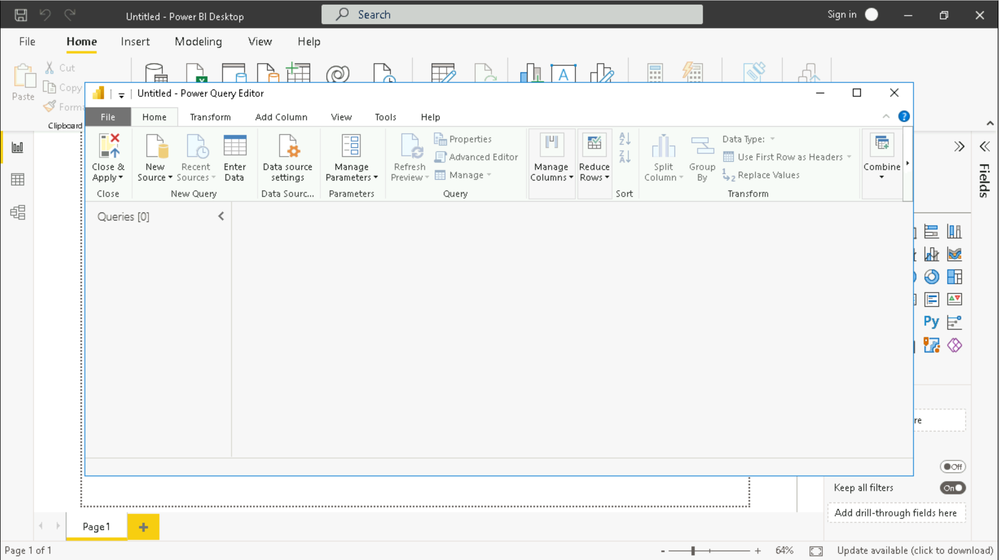 Untitled - Power BI Desktop
Search
Sign in
File Home Insert Modeling View Help
Paste
Cut
Copy
Forma
Clipboard
A
Untitled - Power Query Editor
File Home Transform Add Column View Tools Help
?
Close & Apply
Close
New Source
Recent Sources
Enter Data
New Query
Data source settings
Data Sourc...
Manage Parameters
Parameters
Refresh Preview
Properties
Advanced Editor
Manage
Query
Manage Columns
Reduce Rows
A Z
Z A
Sort
Split Column
Group By
Data Type:
Use First Row as Headers
1 2 Replace Values
Transform
Combine
Queries [0]
Fields
Py
re
Off
Keep all filters
On
Add drill-through fields here
Page 1
+
Page 1 of 1
- + 64%
Update available (click to download)